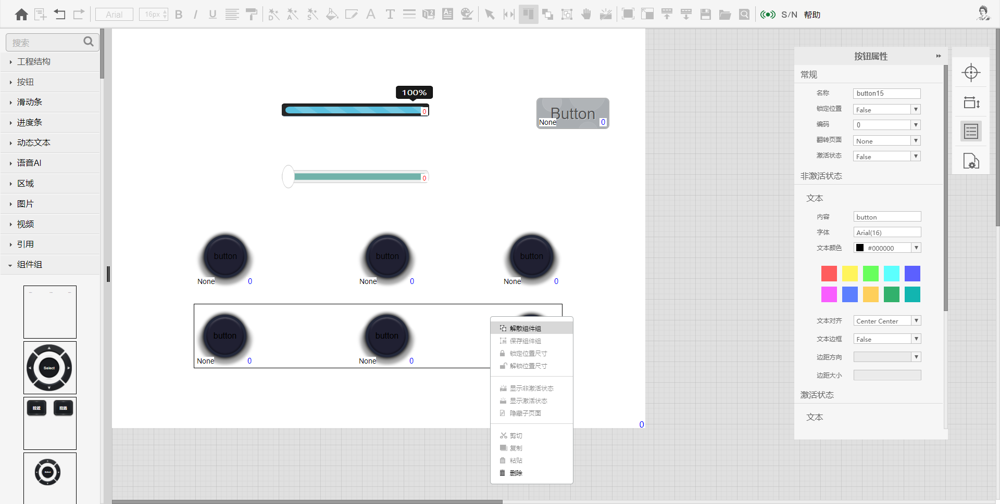 Arial
16px
B
I
U
A
T
S/N
帮助
搜索
工程结构
按钮
滑动条
进度条
动态文本
语音AI
区域
图片
视频
引用
组件组
Select
拉近
拉远
Select
100%
0
Button
None
0
0
button
None
0
button
None
0
button
None
0
button
None
0
button
None
0
解散组件组
保存组件组
锁定位置尺寸
解锁位置尺寸
显示非激活状态
显示激活状态
隐藏子页面
剪切
复制
粘贴
删除
0
按钮属性
常规
名称 button15
锁定位置 False
编码 0
翻转页面 None
激活状态 False
非激活状态
文本
内容 button
字体 Arial(16)
文本颜色 #000000
文本对齐 Center Center
文本边框 False
边距方向
边距大小
激活状态
文本